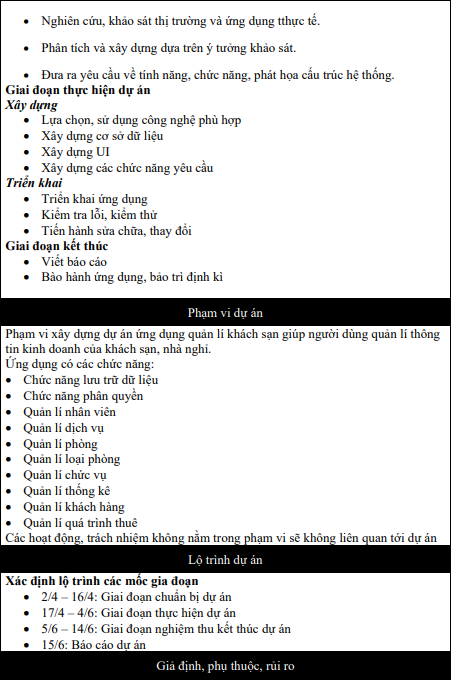 Nghiên cứu, khảo sát thị trường và ứng dụng tthực tế.
Phân tích và xây dựng dựa trên ý tưởng khảo sát.
Đưa ra yêu cầu về tính năng, chức năng, phát họa cấu trúc hệ thống.
Giai đoạn thực hiện dự án
Xây dựng
Lựa chọn, sử dụng công nghệ phù hợp
Xây dựng cơ sở dữ liệu
Xây dựng UI
Xây dựng các chức năng yêu cầu
Triển khai
Triển khai ứng dụng
Kiểm tra lỗi, kiểm thử
Tiến hành sửa chữa, thay đổi
Giai đoạn kết thúc
Viết báo cáo
Bảo hành ứng dụng, bảo trì định kì
Phạm vi dự án
Phạm vi xây dựng dự án ứng dụng quản lí khách sạn giúp người dùng quản lí thông
tin kinh doanh của khách sạn, nhà nghỉ.
Ứng dụng có các chức năng:
Chức năng lưu trữ dữ liệu
Chức năng phân quyền
Quản lí nhân viên
Quản lí dịch vụ
Quản lí phòng
Quản lí loại phòng
Quản lí chức vụ
Quản lí thống kê
Quản lí khách hàng
Quản lí quá trình thuê
Các hoạt động, trách nhiệm không nằm trong phạm vi sẽ không liên quan tới dự án
Lộ trình dự án
Xác định lộ trình các mốc gia đoạn
2/4 – 16/4: Giai đoạn chuẩn bị dự án
17/4 – 4/6: Giai đoạn thực hiện dự án
5/6 – 14/6: Giai đoạn nghiệm thu kết thúc dự án
15/6: Báo cáo dự án
Giả định, phụ thuộc, rủi ro